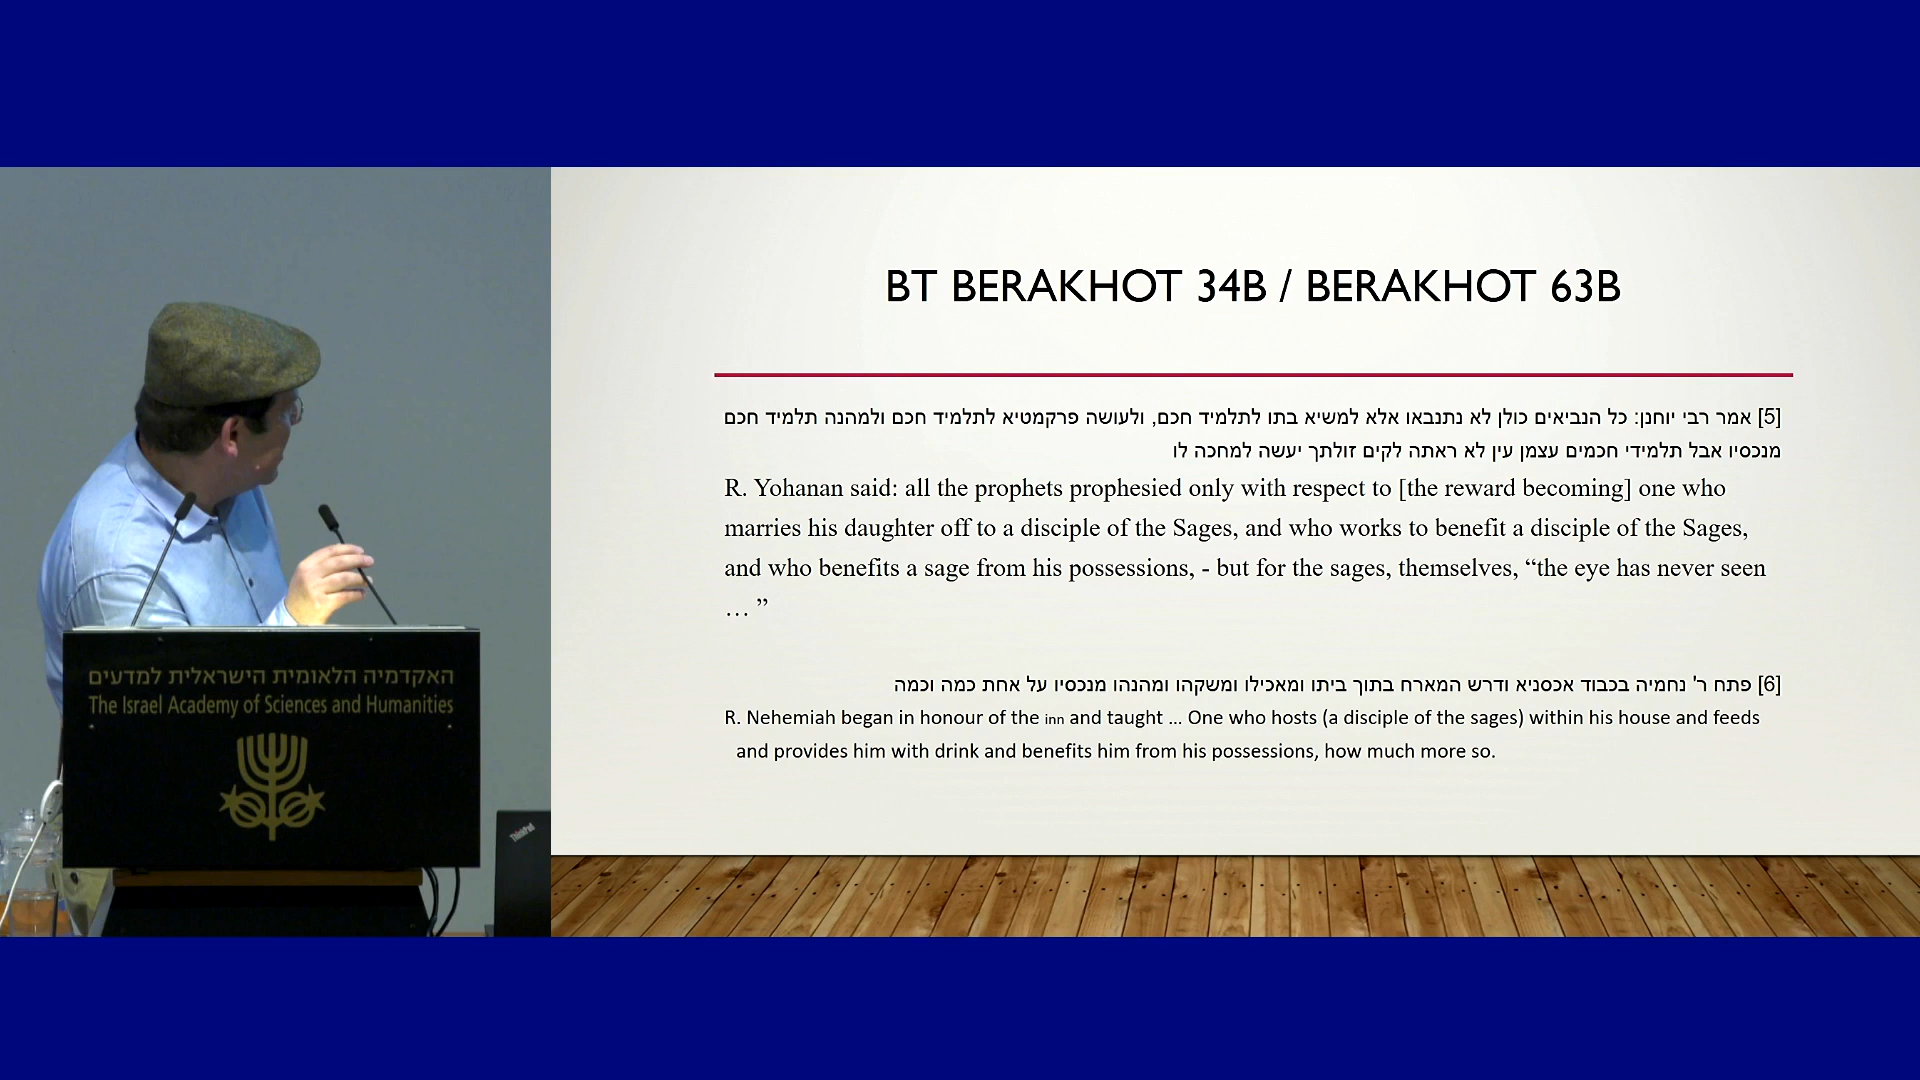 BT BERAKHOT 34B / BERAKHOT 63B
[5] אמר רבי יוחנן: כל הנביאים כולן לא נתנבאו אלא למשיא בתו לתלמיד חכם, ולעושה פרקמטיא לתלמיד חכם ולמהנה תלמיד חכם
מנכסיו אבל תלמידי חכמים עצמן עין לא ראתה לקים זולתך יעשה למחכה לו
R. Yohanan said: all the prophets prophesied only with respect to [the reward becoming] one who
marries his daughter off to a disciple of the Sages, and who works to benefit a disciple of the Sages,
and who benefits a sage from his possessions, - but for the sages, themselves, “the eye has never seen
… ”
[6] פתח ר' נחמיה בכבוד אכסניא ודרש המארח בתוך ביתו ומאכילו ומשקהו ומהנהו מנכסיו על אחת כמה וכמה
R. Nehemiah began in honour of the inn and taught ... One who hosts (a disciple of the sages) within his house and feeds
and provides him with drink and benefits him from his possessions, how much more so.
האקדמיה הלאומית הישראלית למדעים
The Israel Academy of Sciences and Humanities
ThinkPad